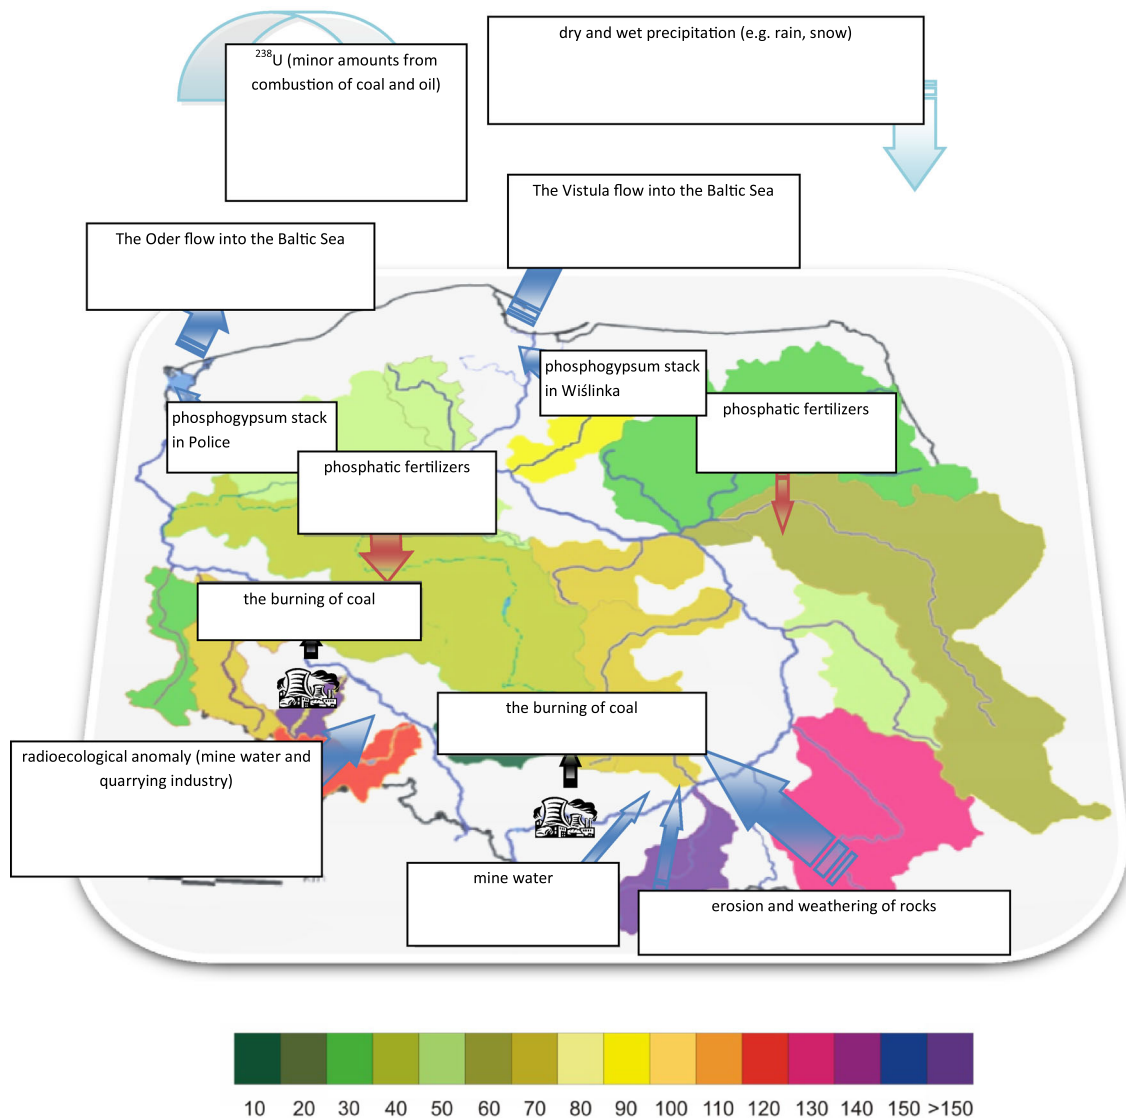 ²³⁸U (minor amounts from
combustion of coal and oil)
dry and wet precipitation (e.g. rain, snow)
The Vistula flow into the Baltic Sea
The Oder flow into the Baltic Sea
phosphogypsum stack
in Wiślinka
phosphatic fertilizers
phosphogypsum stack
in Police
phosphatic fertilizers
the burning of coal
the burning of coal
radioecological anomaly (mine water and
quarrying industry)
mine water
erosion and weathering of rocks
10 20 30 40 50 60 70 80 90 100 110 120 130 140 150 >150